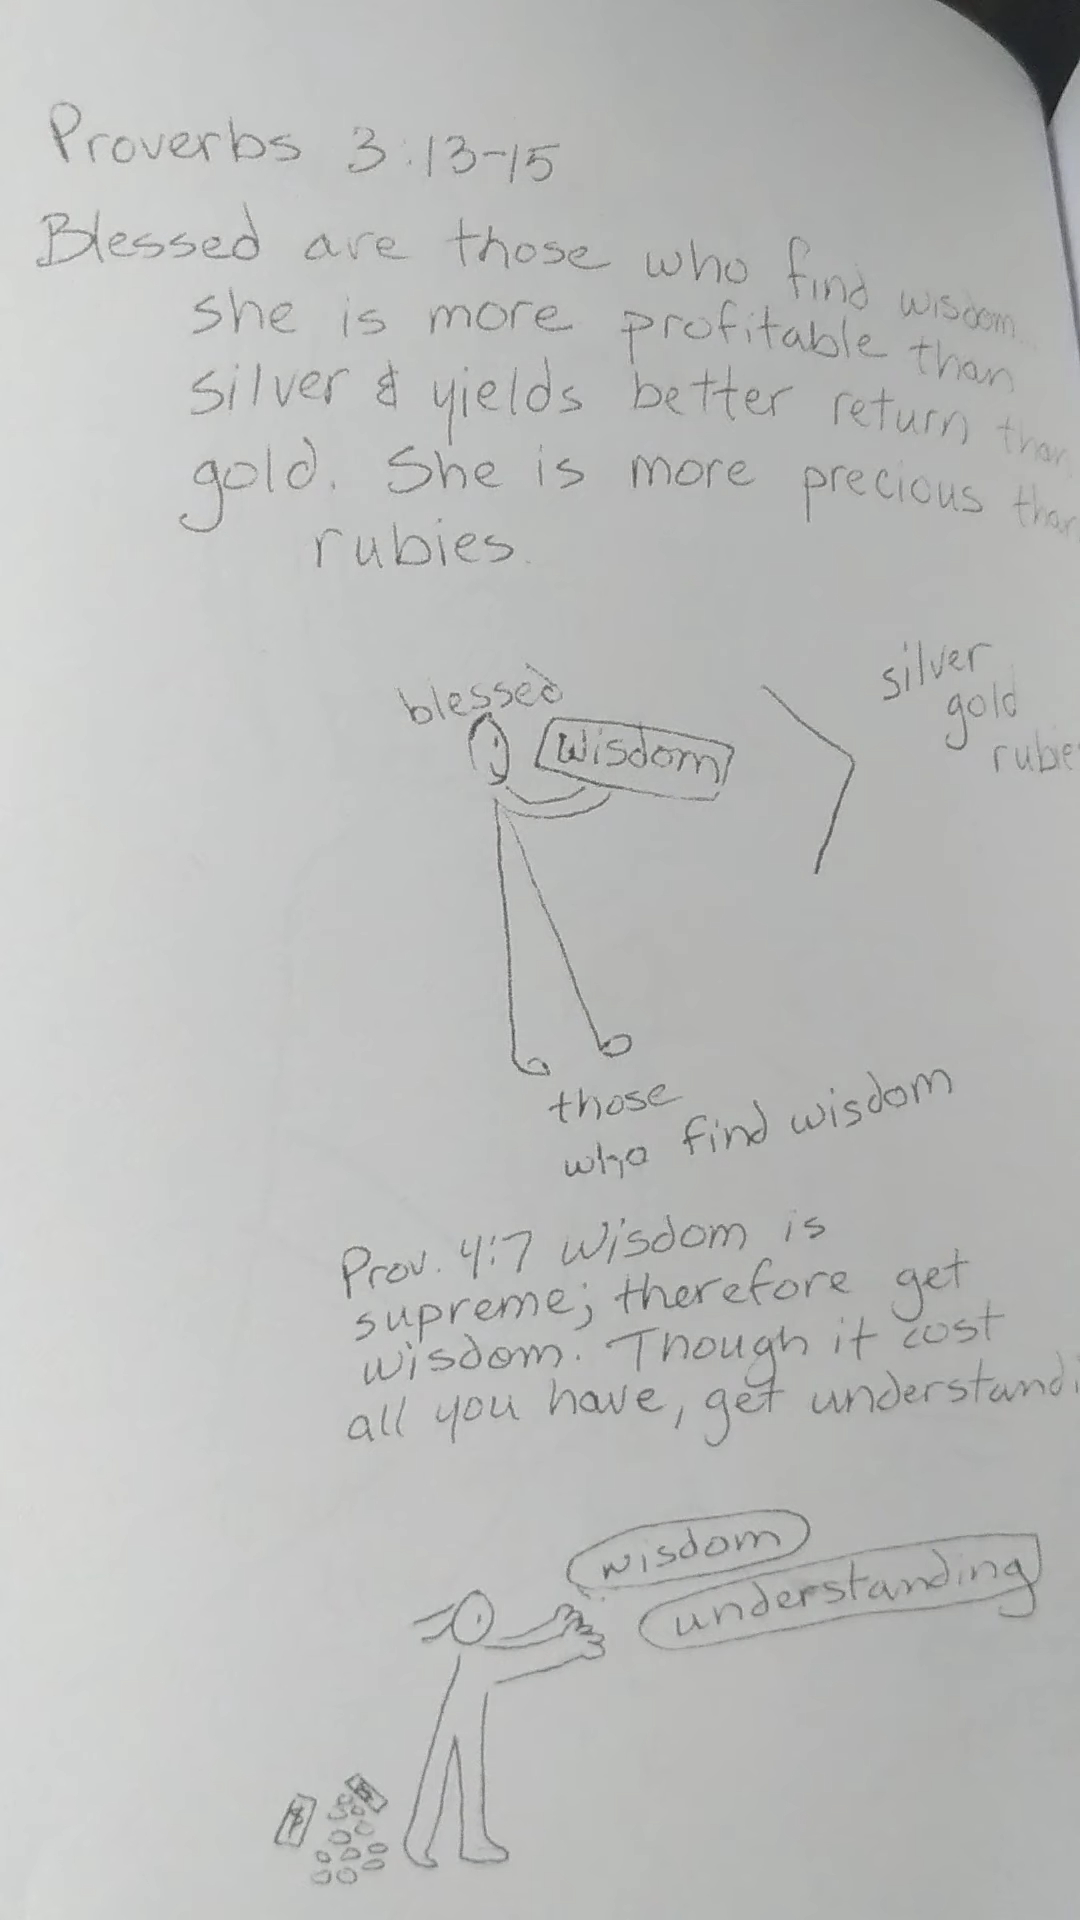 Proverbs 3:13-15
Blessed are those who find wisdom
she is more profitable than
silver & yields better return than
gold. She is more precious than
rubies.
blessed
wisdom
silver
gold
rubie
those
who find wisdom
Prov. 4:7 Wisdom is
supreme; therefore get
wisdom. Though it cost
all you have, get understandi
wisdom
understanding
$
$